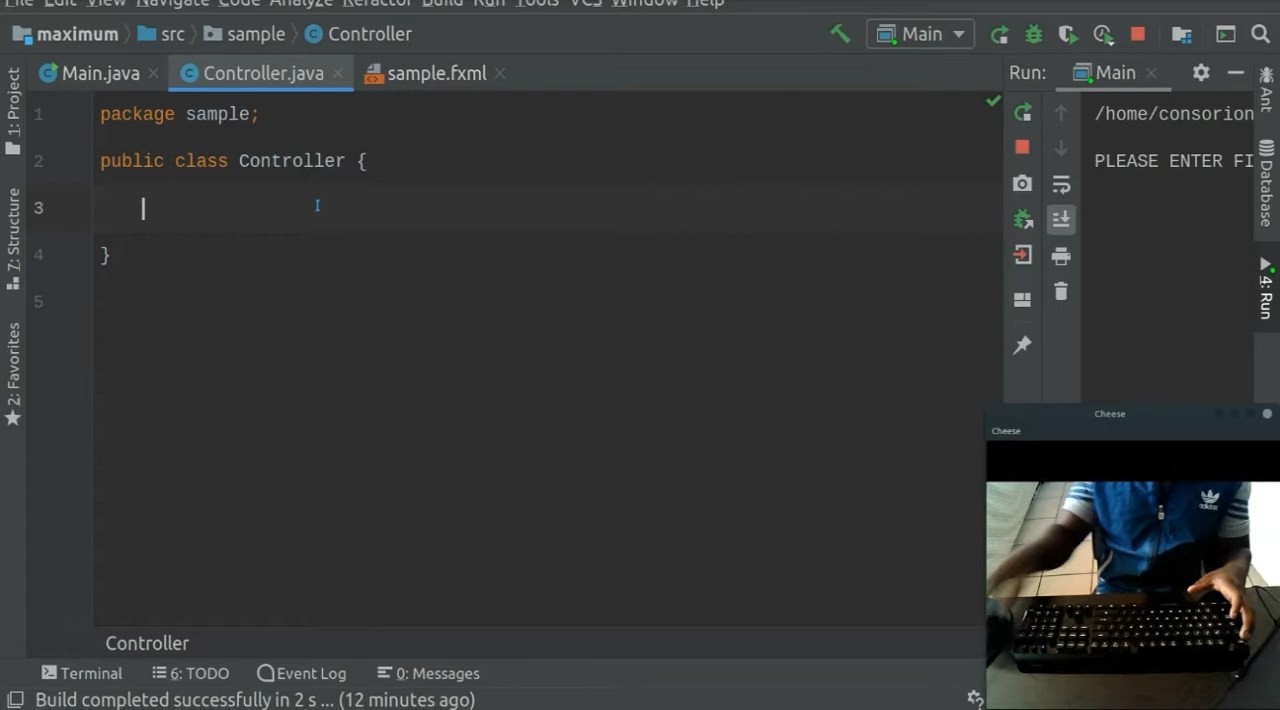 File Edit View Navigate Code Analyze Refactor Build Run Tools VCS Window Help
maximum src sample Controller Main
Main.java Controller.java sample.fxml Run: Main
1: Project
7: Structure
2: Favorites
1 package sample;
2 public class Controller {
3
4 }
5
/home/consorion
PLEASE ENTER FI
Ant
Database
4: Run
Cheese
Cheese
adidas
Controller
Terminal 6: TODO Event Log 0: Messages
Build completed successfully in 2 s ... (12 minutes ago)